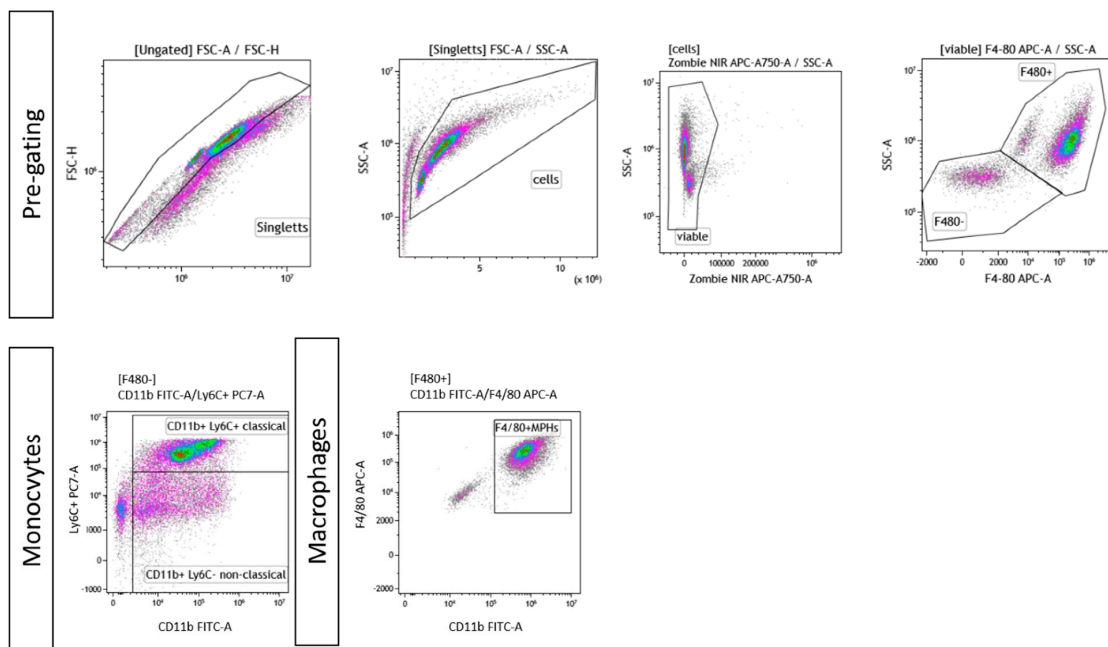 Pre-gating
[Ungated] FSC-A / FSC-H
FSC-H
10⁶
Singletts
10⁶
10⁷
FSC-A
[Singletts] FSC-A / SSC-A
SSC-A
10⁷
10⁶
10⁵
cells
5
10
(x 10⁶)
[cells]
Zombie NIR APC-A750-A / SSC-A
SSC-A
10⁷
10⁶
10⁵
viable
0
100000
200000
10⁶
Zombie NIR APC-A750-A
[viable] F4-80 APC-A / SSC-A
SSC-A
10⁷
10⁶
10⁵
F480+
F480-
-2000
0
2000
10⁴
10⁵
10⁶
F4-80 APC-A
Monocytes
[F480-]
CD11b FITC-A/Ly6C+ PC7-A
Ly6C+ PC7-A
10⁷
10⁶
10⁵
10⁴
1000
0
-1000
CD11b+ Ly6C+ classical
CD11b+ Ly6C- non-classical
0
10⁴
10⁵
10⁶
10⁷
CD11b FITC-A
Macrophages
[F480+]
CD11b FITC-A/F4/80 APC-A
F4/80 APC-A
10⁷
10⁶
10⁵
10⁴
2000
0
-2000
F4/80+MPHs
0
10⁴
10⁵
10⁶
10⁷
CD11b FITC-A